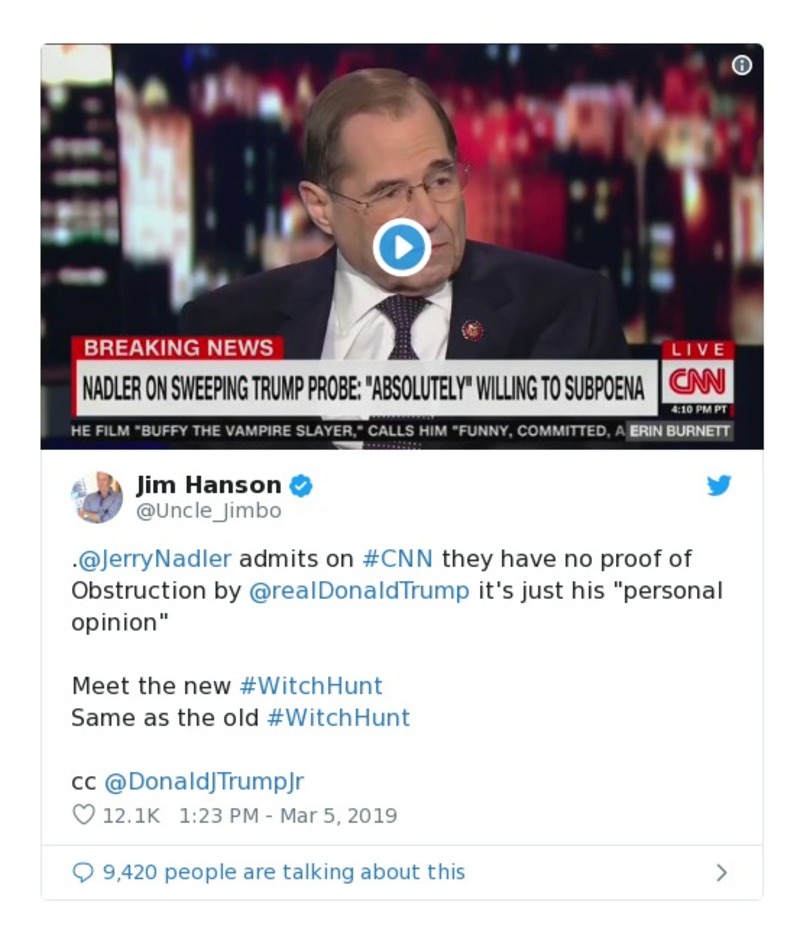 BREAKING NEWS
LIVE
NADLER ON SWEEPING TRUMP PROBE: "ABSOLUTELY" WILLING TO SUBPOENA
CNN
4:10 PM PT
HE FILM "BUFFY THE VAMPIRE SLAYER," CALLS HIM "FUNNY, COMMITTED, A
ERIN BURNETT
Jim Hanson
@Uncle_Jimbo
.@JerryNadler admits on #CNN they have no proof of
Obstruction by @realDonaldTrump it's just his "personal
opinion"
Meet the new #WitchHunt
Same as the old #WitchHunt
cc @DonaldJTrumpJr
12.1K 1:23 PM - Mar 5, 2019
9,420 people are talking about this